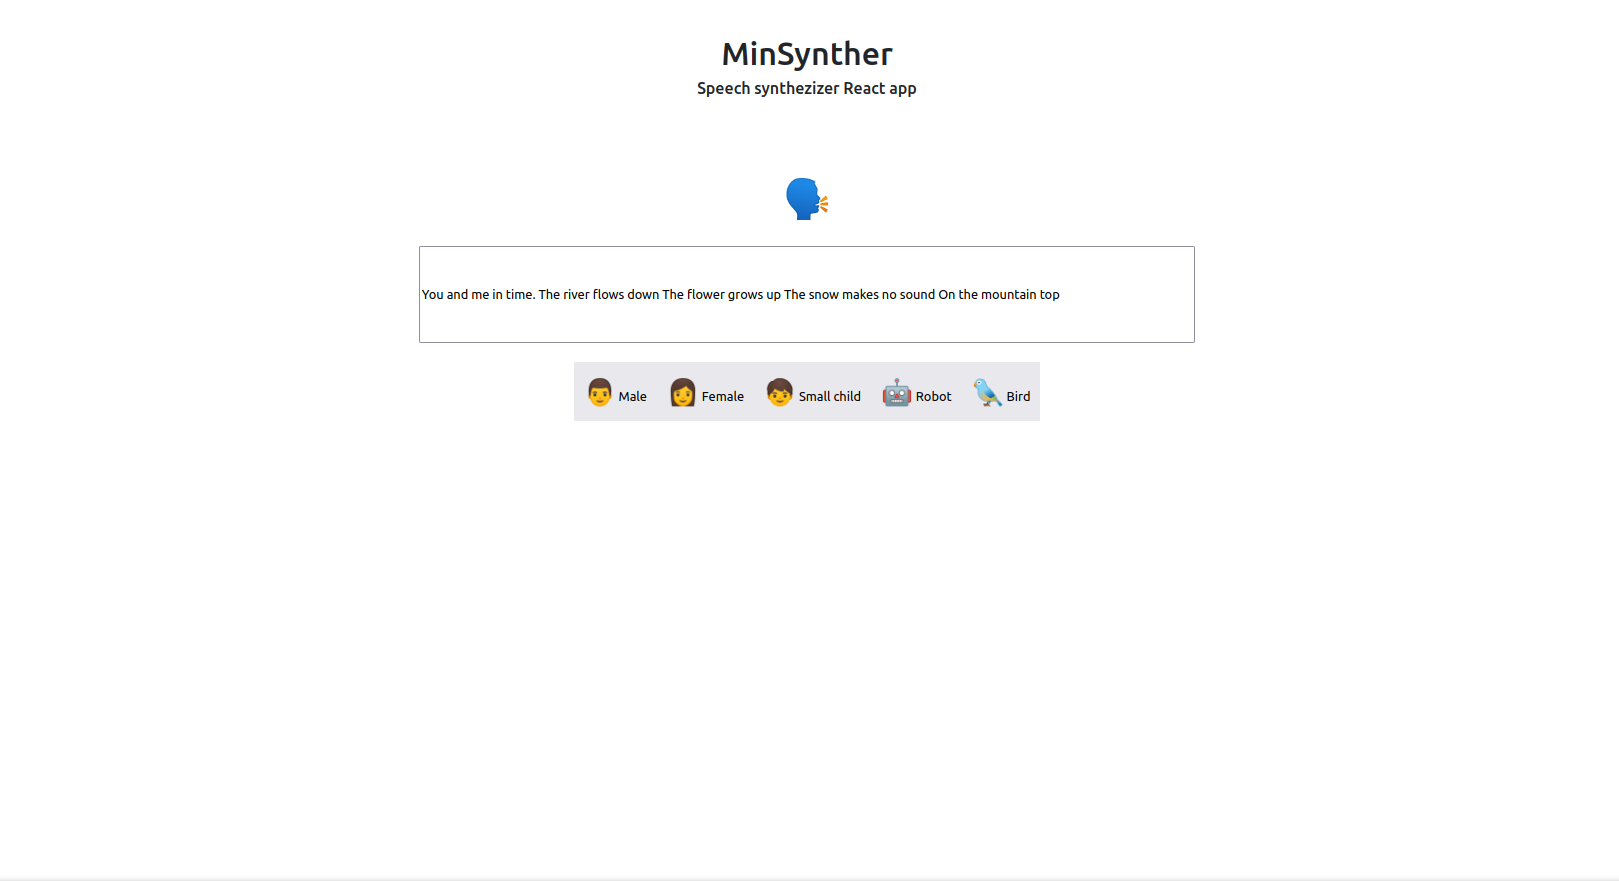 MinSynther
Speech synthezizer React app
You and me in time. The river flows down The flower grows up The snow makes no sound On the mountain top
Male Female Small child Robot Bird